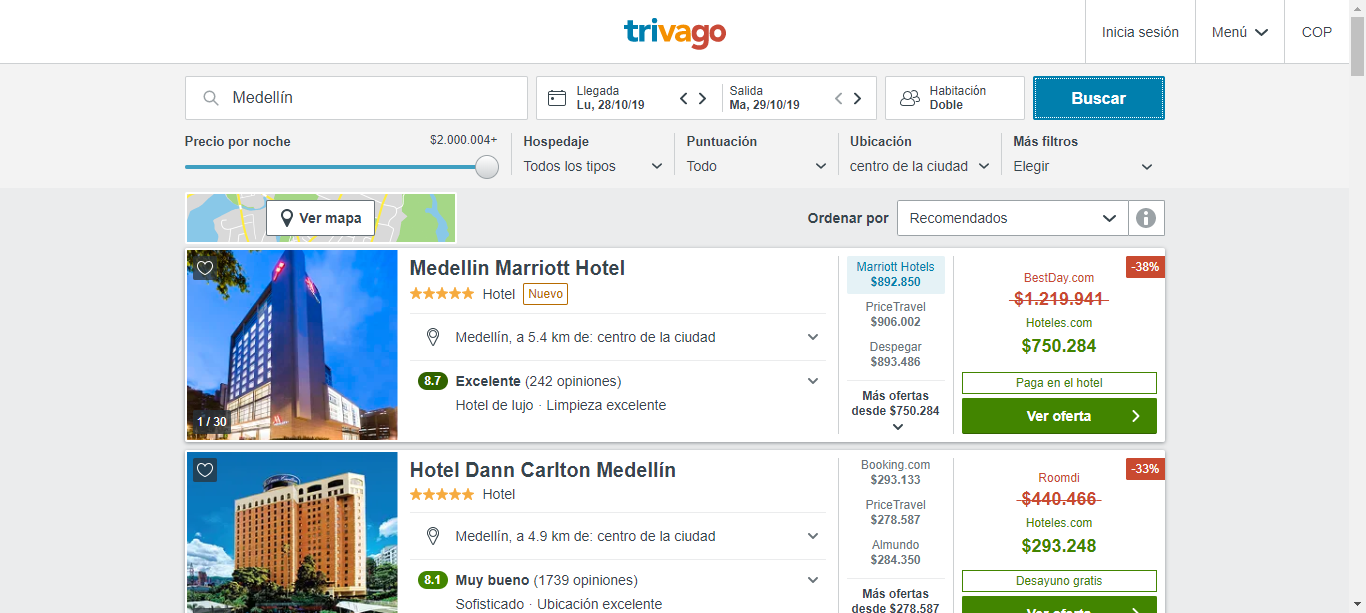 trivago
Inicia sesión
Menú
COP
Medellín
Llegada
Lu, 28/10/19
Salida
Ma, 29/10/19
Habitación
Doble
Buscar
Precio por noche
$2.000.004+
Hospedaje
Todos los tipos
Puntuación
Todo
Ubicación
centro de la ciudad
Más filtros
Elegir
Ver mapa
Ordenar por
Recomendados
1 / 30
Medellin Marriott Hotel
Hotel
Nuevo
Medellín, a 5.4 km de: centro de la ciudad
8.7 Excelente (242 opiniones)
Hotel de lujo · Limpieza excelente
Marriott Hotels
$892.850
PriceTravel
$906.002
Despegar
$893.486
Más ofertas
desde $750.284
-38%
BestDay.com
$1.219.941
Hoteles.com
$750.284
Paga en el hotel
Ver oferta
Hotel Dann Carlton Medellín
Hotel
Medellín, a 4.9 km de: centro de la ciudad
8.1 Muy bueno (1739 opiniones)
Sofisticado · Ubicación excelente
Booking.com
$293.133
PriceTravel
$278.587
Almundo
$284.350
Más ofertas
desde $278.587
-33%
Roomdi
$440.466
Hoteles.com
$293.248
Desayuno gratis
Ver oferta